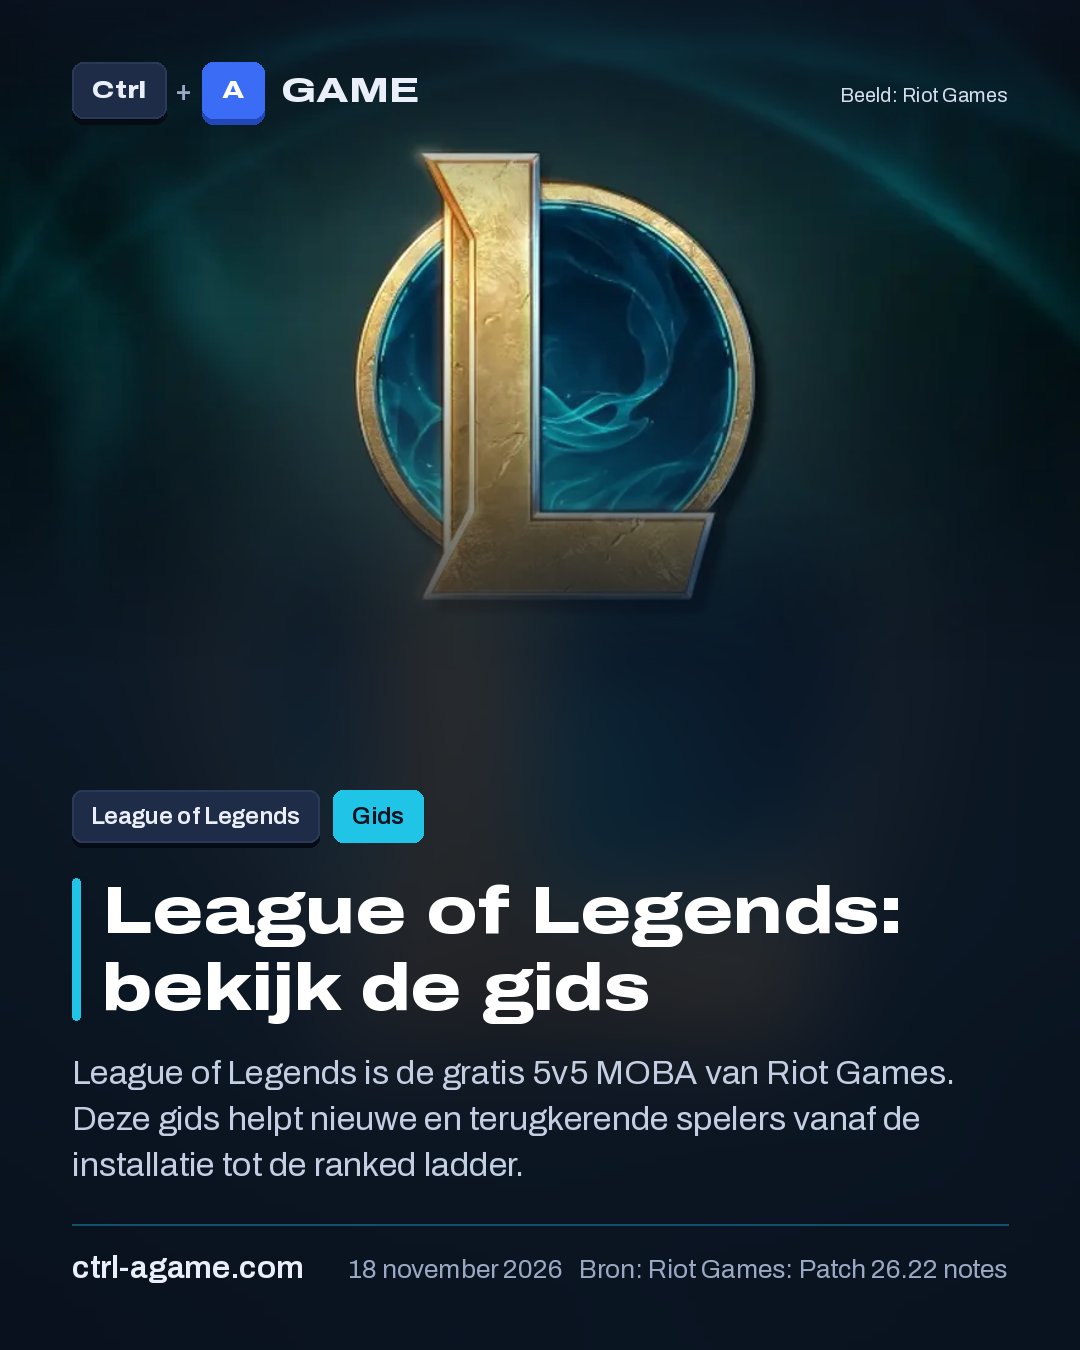 Ctrl + A GAME
Beeld: Riot Games
League of Legends
Gids
League of Legends:
bekijk de gids
League of Legends is de gratis 5v5 MOBA van Riot Games.
Deze gids helpt nieuwe en terugkerende spelers vanaf de
installatie tot de ranked ladder.
ctrl-agame.com
18 november 2026
Bron: Riot Games: Patch 26.22 notes